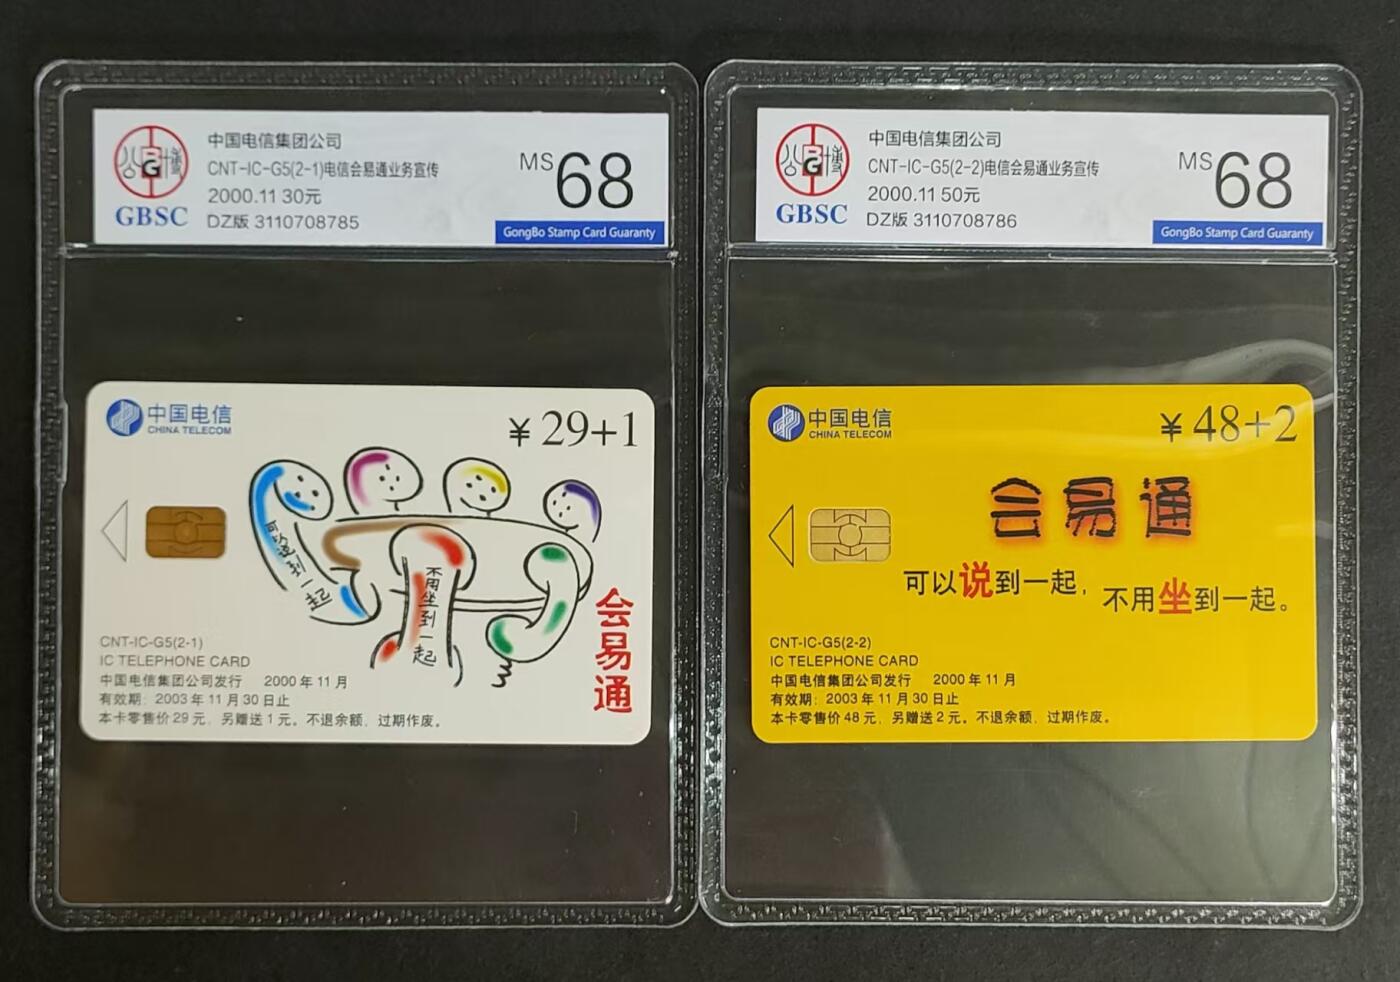 中国电信集团公司
CNT-IC-G5(2-1)电信会易通业务宣传
2000.11 30元
DZ版 3110708785
MS 68
公G博
GBSC
GongBo Stamp Card Guaranty
中国电信
CHINA TELECOM
¥29+1
可以说到一起
不用坐到一起
会易通
CNT-IC-G5(2-1)
IC TELEPHONE CARD
中国电信集团公司发行 2000年11月
有效期：2003年11月30日止
本卡零售价29元，另赠送1元。不退余额，过期作废。
中国电信集团公司
CNT-IC-G5(2-2)电信会易通业务宣传
2000.11 50元
DZ版 3110708786
MS 68
公G博
GBSC
GongBo Stamp Card Guaranty
中国电信
CHINA TELECOM
¥48+2
会易通
可以说到一起，
不用坐到一起。
CNT-IC-G5(2-2)
IC TELEPHONE CARD
中国电信集团公司发行 2000年11月
有效期：2003年11月30日止
本卡零售价48元，另赠送2元。不退余额，过期作废。